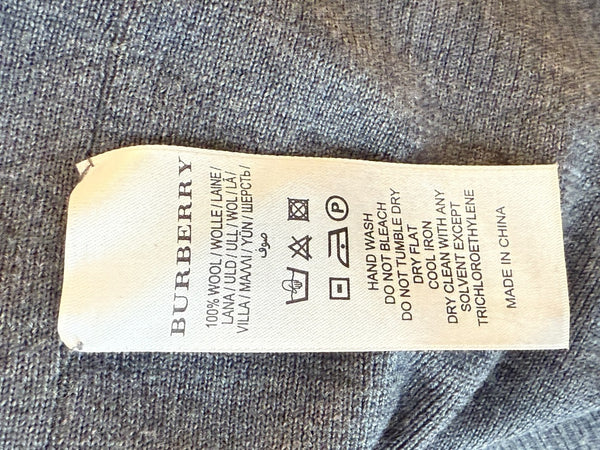 BURBERRY
100% WOOL / WOLLE / LAINE /
LANA / ULD / ULL / WOL / LÃ /
VILLA / ΜΑΛΛΙ / YÜN / ШЕРСТЬ /
صوف
P
HAND WASH
DO NOT BLEACH
DO NOT TUMBLE DRY
DRY FLAT
COOL IRON
DRY CLEAN WITH ANY
SOLVENT EXCEPT
TRICHLOROETHYLENE
MADE IN CHINA